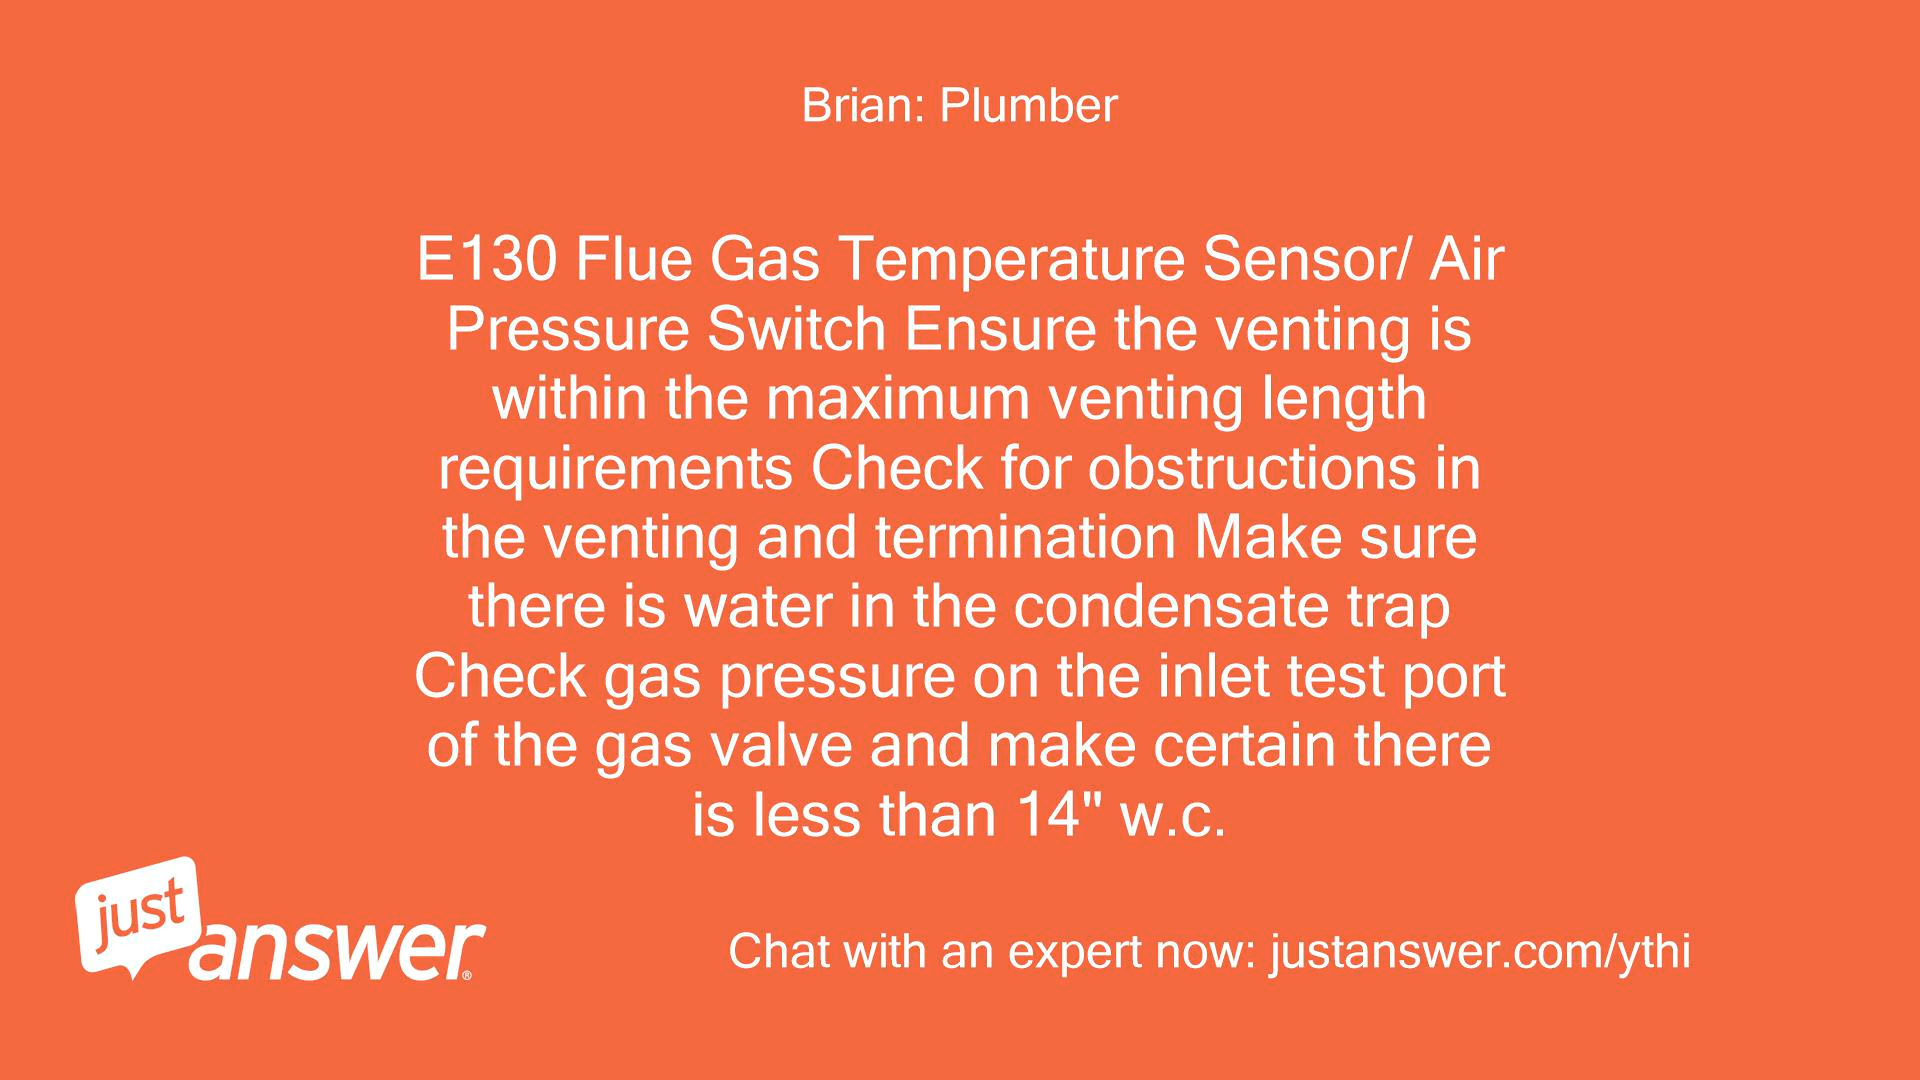 Brian: Plumber
E130 Flue Gas Temperature Sensor/ Air
Pressure Switch Ensure the venting is
within the maximum venting length
requirements Check for obstructions in
the venting and termination Make sure
there is water in the condensate trap
Check gas pressure on the inlet test port
of the gas valve and make certain there
is less than 14" w.c.
just
answer®
Chat with an expert now: justanswer.com/ythi